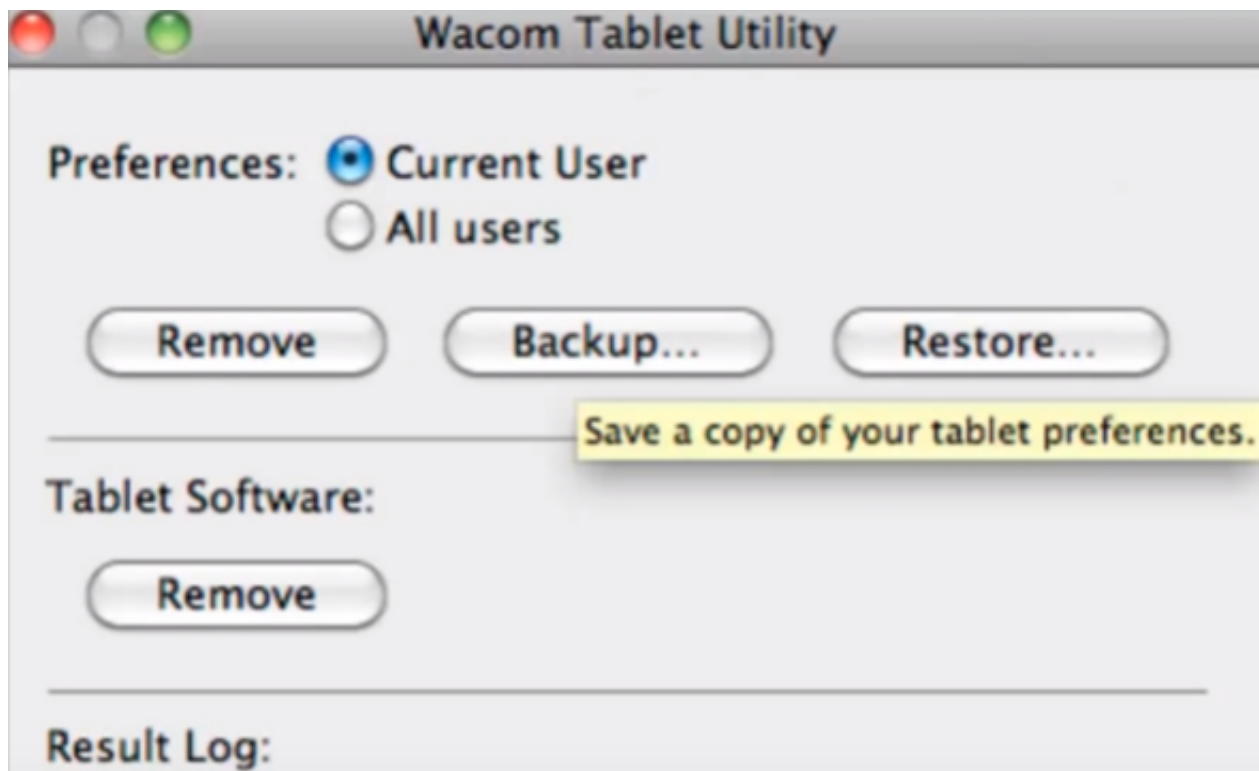 Wacom Tablet Utility
Preferences: Current User
All users
Remove Backup... Restore...
Save a copy of your tablet preferences.
Tablet Software:
Remove
Result Log: